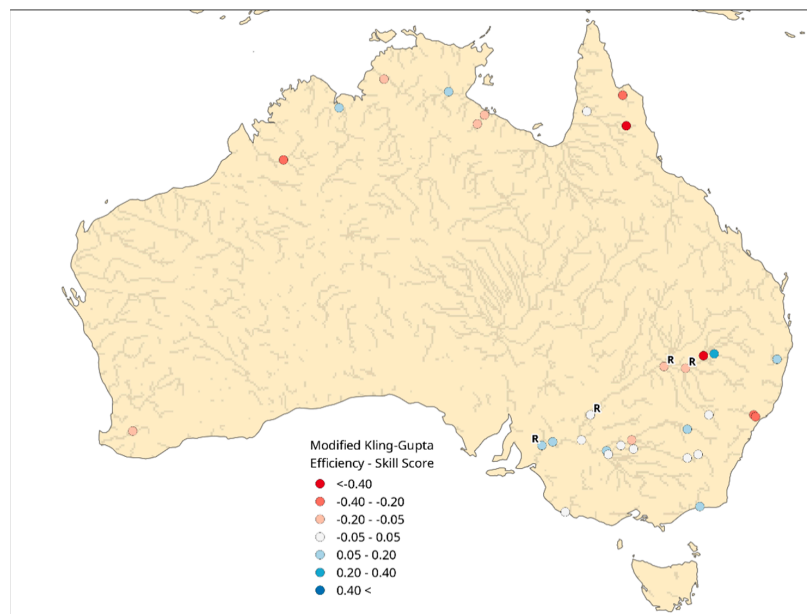 R
R
R
R
Modified Kling-Gupta
Efficiency - Skill Score
<-0.40
-0.40 - -0.20
-0.20 - -0.05
-0.05 - 0.05
0.05 - 0.20
0.20 - 0.40
0.40 <